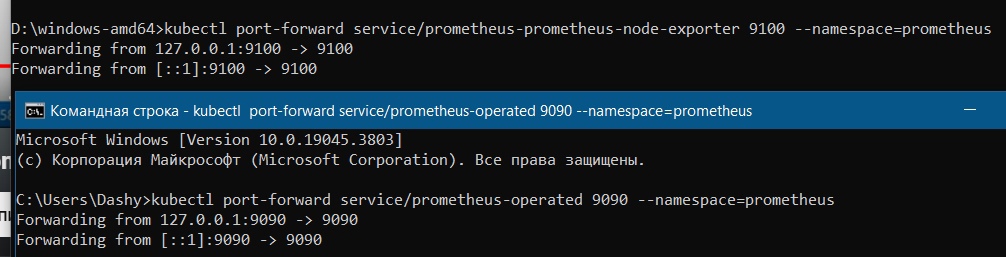 D:\windows-amd64>kubectl port-forward service/prometheus-prometheus-node-exporter 9100 --namespace=prometheus
Forwarding from 127.0.0.1:9100 -> 9100
Forwarding from [::1]:9100 -> 9100
Командная строка - kubectl  port-forward service/prometheus-operated 9090 --namespace=prometheus
Microsoft Windows [Version 10.0.19045.3803]
(c) Корпорация Майкрософт (Microsoft Corporation). Все права защищены.
C:\Users\Dashy>kubectl port-forward service/prometheus-operated 9090 --namespace=prometheus
Forwarding from 127.0.0.1:9090 -> 9090
Forwarding from [::1]:9090 -> 9090